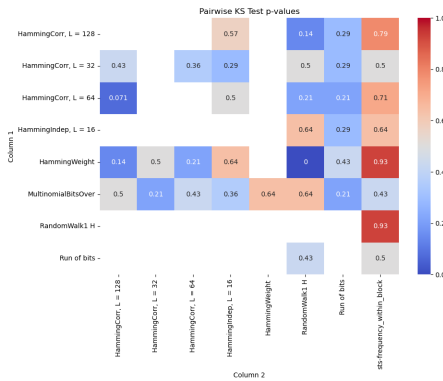 Pairwise KS Test p-values
HammingCorr, L = 128
0.57
0.14
0.29
0.79
HammingCorr, L = 32
0.43
0.36
0.29
0.5
0.29
0.5
HammingCorr, L = 64
0.071
0.5
0.21
0.21
0.71
HammingIndep, L = 16
0.64
0.29
0.64
HammingWeight
0.14
0.5
0.21
0.64
0
0.43
0.93
MultinomialBitsOver
0.5
0.21
0.43
0.36
0.64
0.64
0.21
0.43
RandomWalk1 H
0.93
Run of bits
0.43
0.5
Column 1
HammingCorr, L = 128
HammingCorr, L = 32
HammingCorr, L = 64
HammingIndep, L = 16
HammingWeight
RandomWalk1 H
Run of bits
sts-frequency_within_block
Column 2
1.0
0.8
0.6
0.4
0.2
0.0